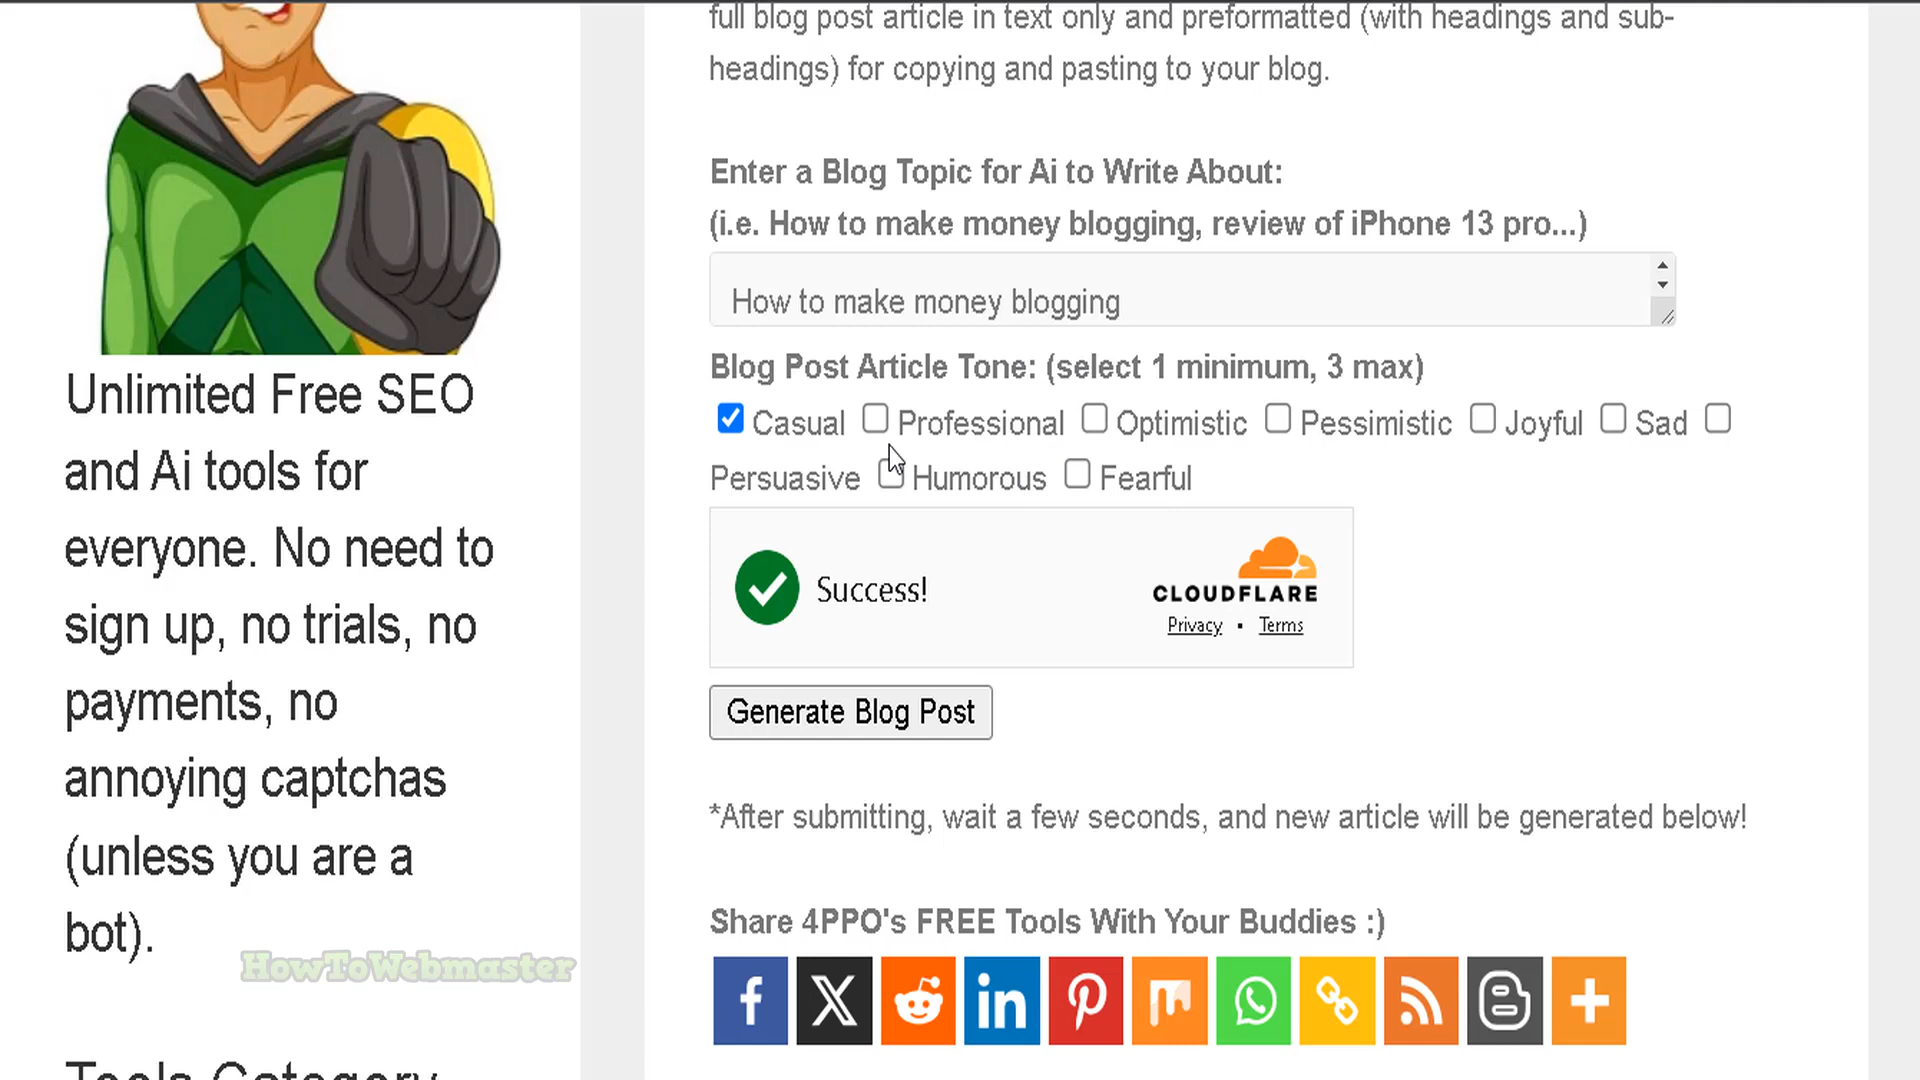 full blog post article in text only and preformatted (with headings and sub-
headings) for copying and pasting to your blog.
Enter a Blog Topic for Ai to Write About:
(i.e. How to make money blogging, review of iPhone 13 pro...)
How to make money blogging
Blog Post Article Tone: (select 1 minimum, 3 max)
Casual Professional Optimistic Pessimistic Joyful Sad
Persuasive Humorous Fearful
Success!
CLOUDFLARE
Privacy • Terms
Generate Blog Post
*After submitting, wait a few seconds, and new article will be generated below!
Share 4PPO's FREE Tools With Your Buddies :)
Unlimited Free SEO
and Ai tools for
everyone. No need to
sign up, no trials, no
payments, no
annoying captchas
(unless you are a
bot).
HowToWebmaster
Tools Category